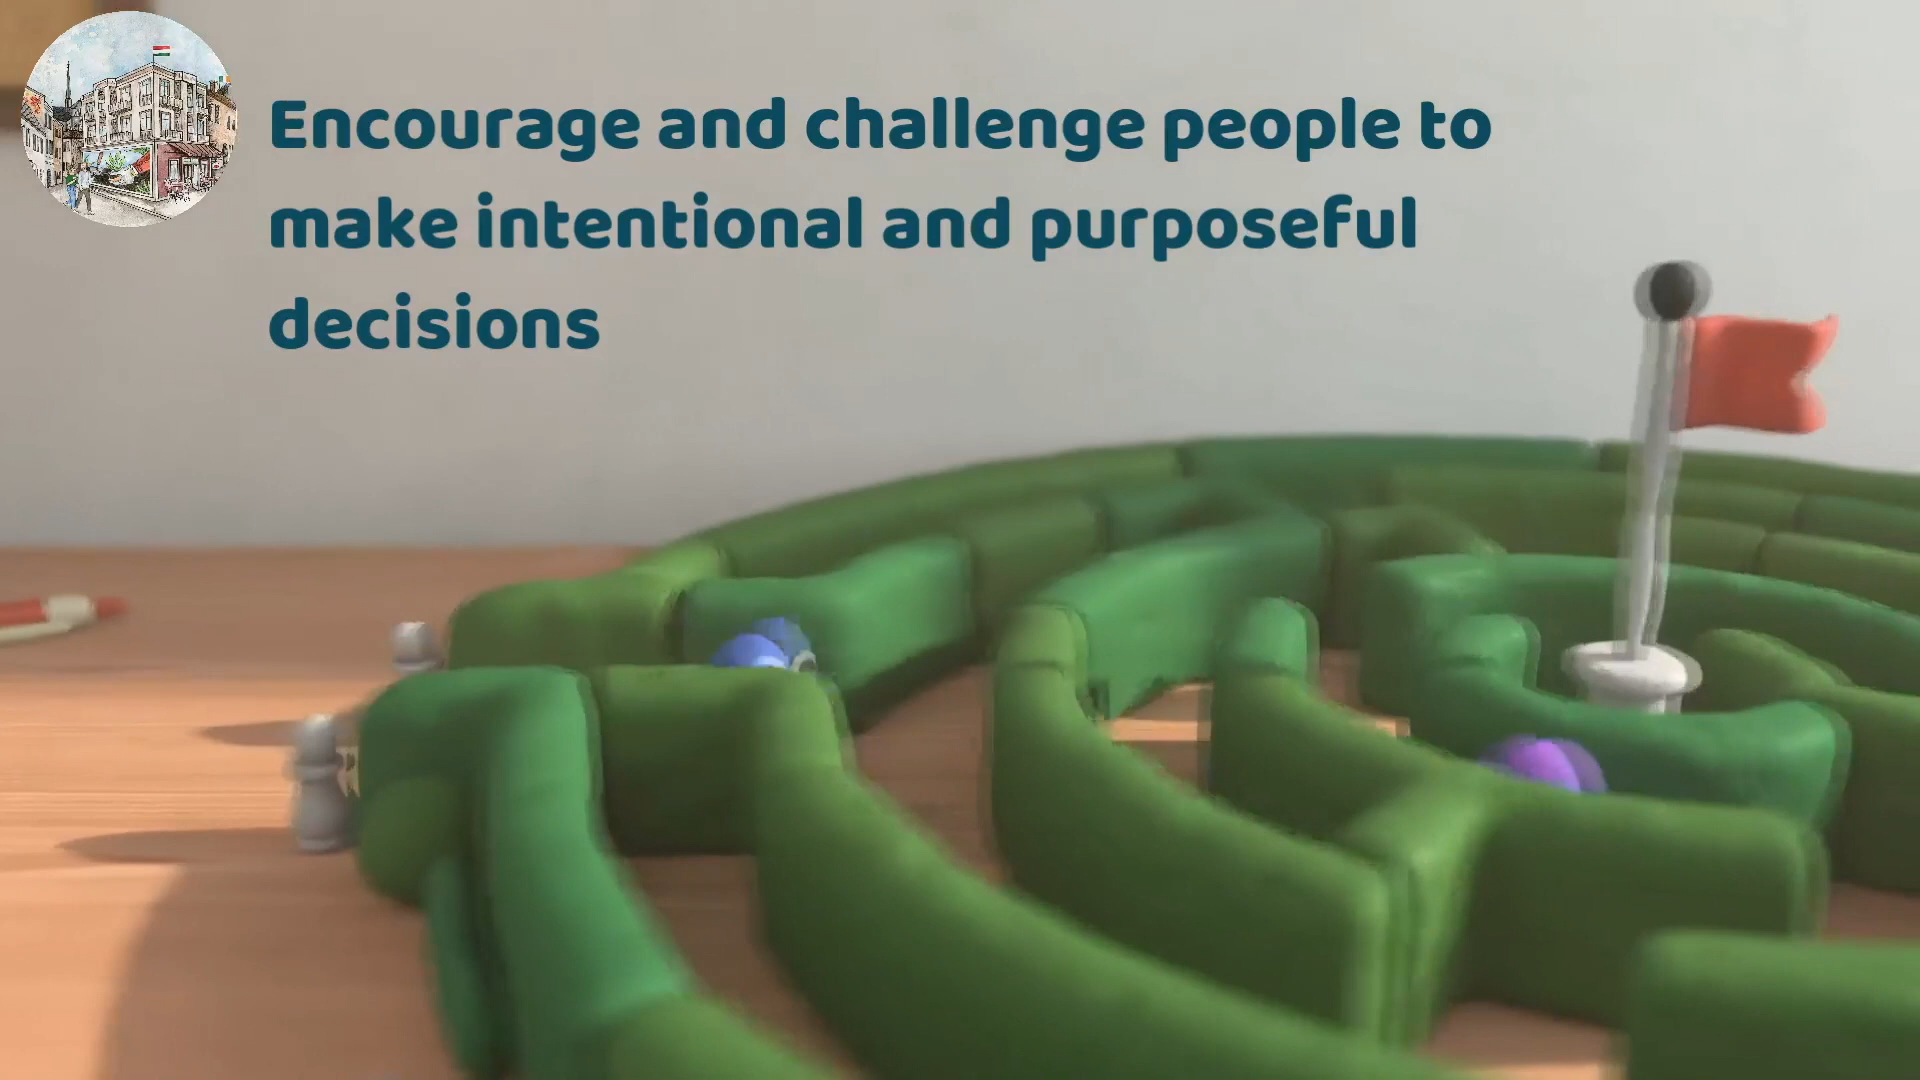 Encourage and challenge people to
make intentional and purposeful
decisions